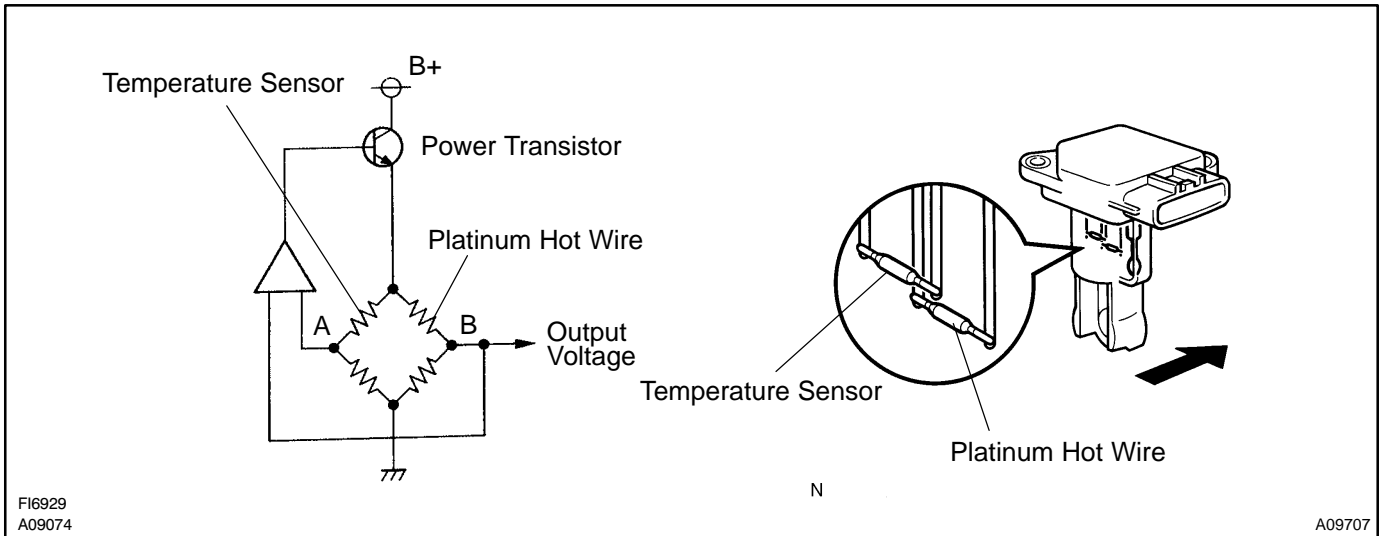 B+
Temperature Sensor
Power Transistor
Platinum Hot Wire
A
B
Output
Voltage
Temperature Sensor
Platinum Hot Wire
N
FI6929
A09074
A09707